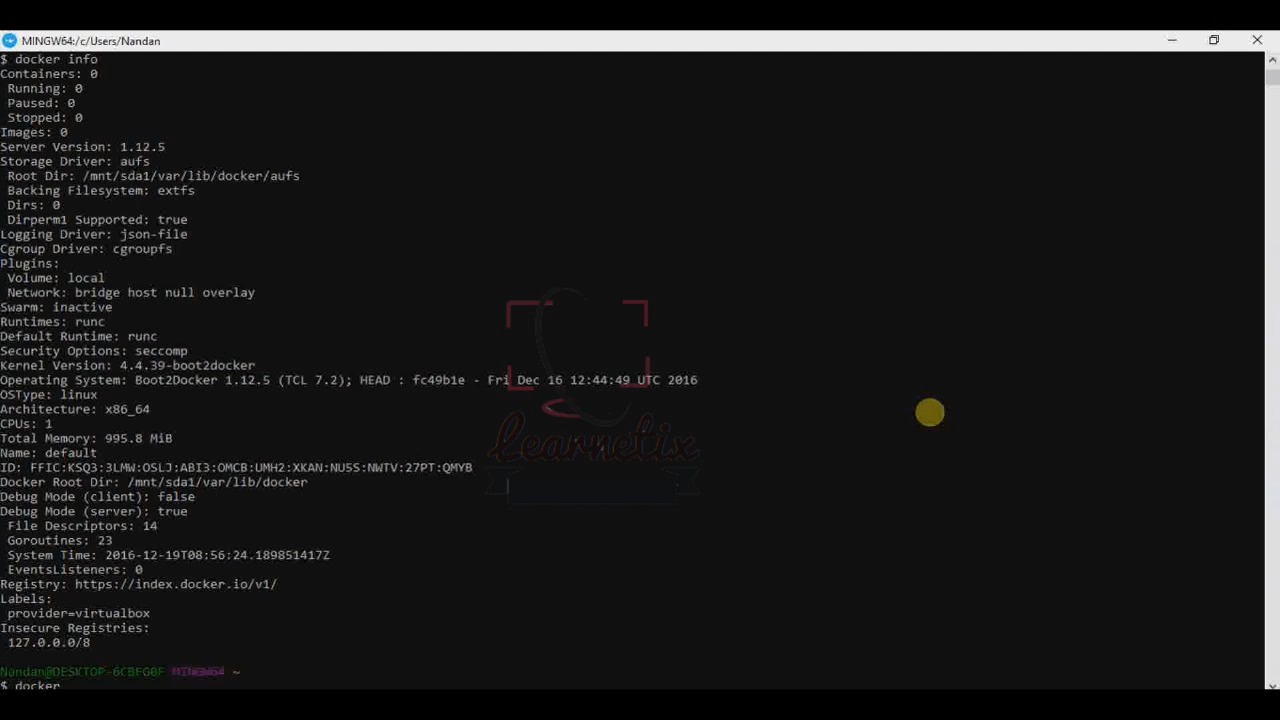 MINGW64:/c/Users/Nandan
$ docker info
Containers: 0
Running: 0
Paused: 0
Stopped: 0
Images: 0
Server Version: 1.12.5
Storage Driver: aufs
Root Dir: /mnt/sda1/var/lib/docker/aufs
Backing Filesystem: extfs
Dirs: 0
Dirperm1 Supported: true
Logging Driver: json-file
Cgroup Driver: cgroupfs
Plugins:
Volume: local
Network: bridge host null overlay
Swarm: inactive
Runtimes: runc
Default Runtime: runc
Security Options: seccomp
Kernel Version: 4.4.39-boot2docker
Operating System: Boot2Docker 1.12.5 (TCL 7.2); HEAD : fc49b1e - Fri Dec 16 12:44:49 UTC 2016
OSType: linux
Architecture: x86_64
CPUs: 1
Total Memory: 995.8 MiB
Name: default
learnetix
ID: FFIC:KSQ3:3LMW:OSLJ:ABI3:OMCB:UMH2:XKAN:NU5S:NWTV:27PT:QMYB
Docker Root Dir: /mnt/sda1/var/lib/docker
Debug Mode (client): false
Debug Mode (server): true
File Descriptors: 14
Goroutines: 23
System Time: 2016-12-19T08:56:24.189851417Z
EventsListeners: 0
Registry: https://index.docker.io/v1/
Labels:
provider=virtualbox
Insecure Registries:
127.0.0.0/8
Nandan@DESKTOP-6CBFG0F MINGW64 ~
$ docker